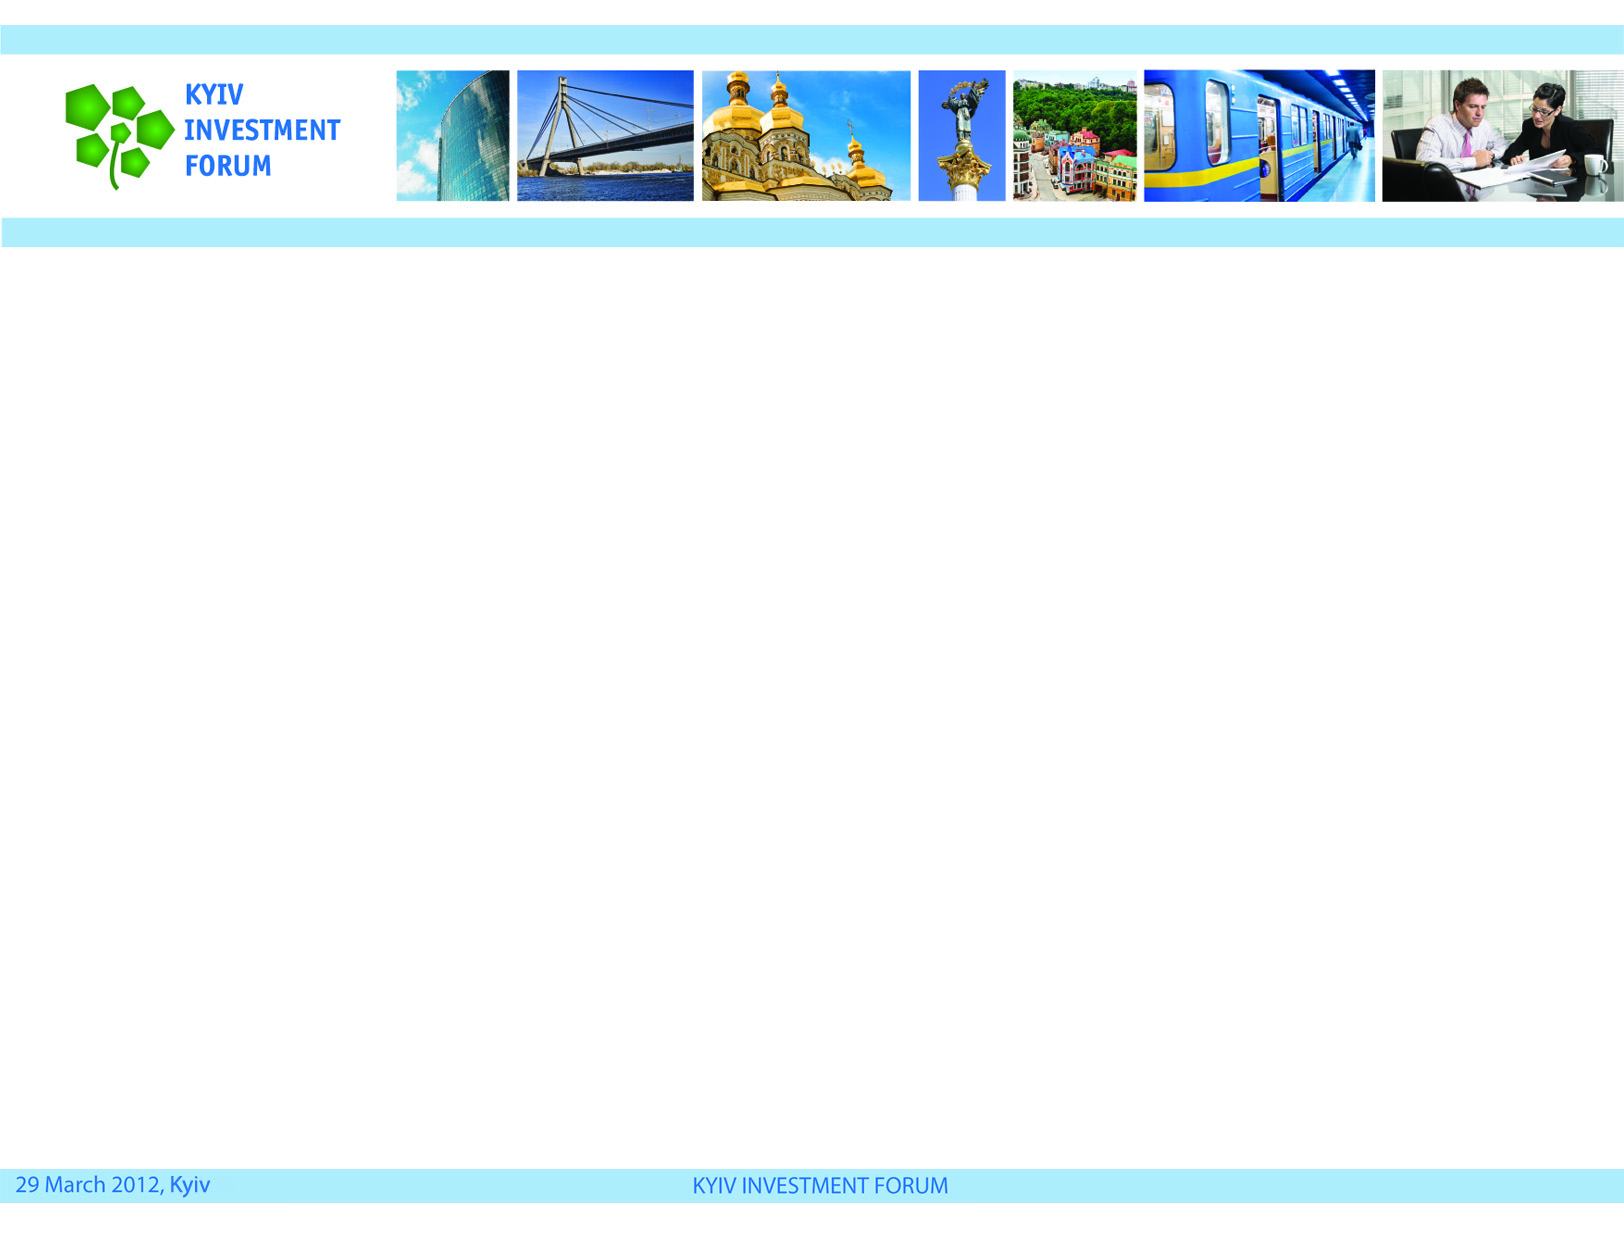 KYIV
INVESTMENT
FORUM
29 March 2012, Kyiv
KYIV INVESTMENT FORUM